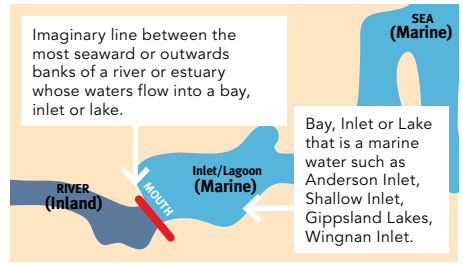 Imaginary line between the
most seaward or outwards
banks of a river or estuary
whose waters flow into a bay,
inlet or lake.
SEA
(Marine)
Bay, Inlet or Lake
that is a marine
water such as
Anderson Inlet,
Shallow Inlet,
Gippsland Lakes,
Wingnan Inlet.
Inlet/Lagoon
(Marine)
MOUTH
RIVER
(Inland)